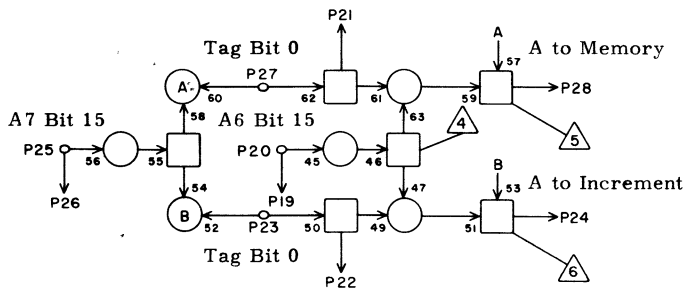 P21
Tag Bit 0
A
A to Memory
P27
57
A'
60
62
61
59
P28
58
63
A7 Bit 15
A6 Bit 15
4
5
P25
56
55
P20
45
46
P26
54
P19
47
B
53
A to Increment
B
52
P23
50
49
51
P24
Tag Bit 0
P22
6